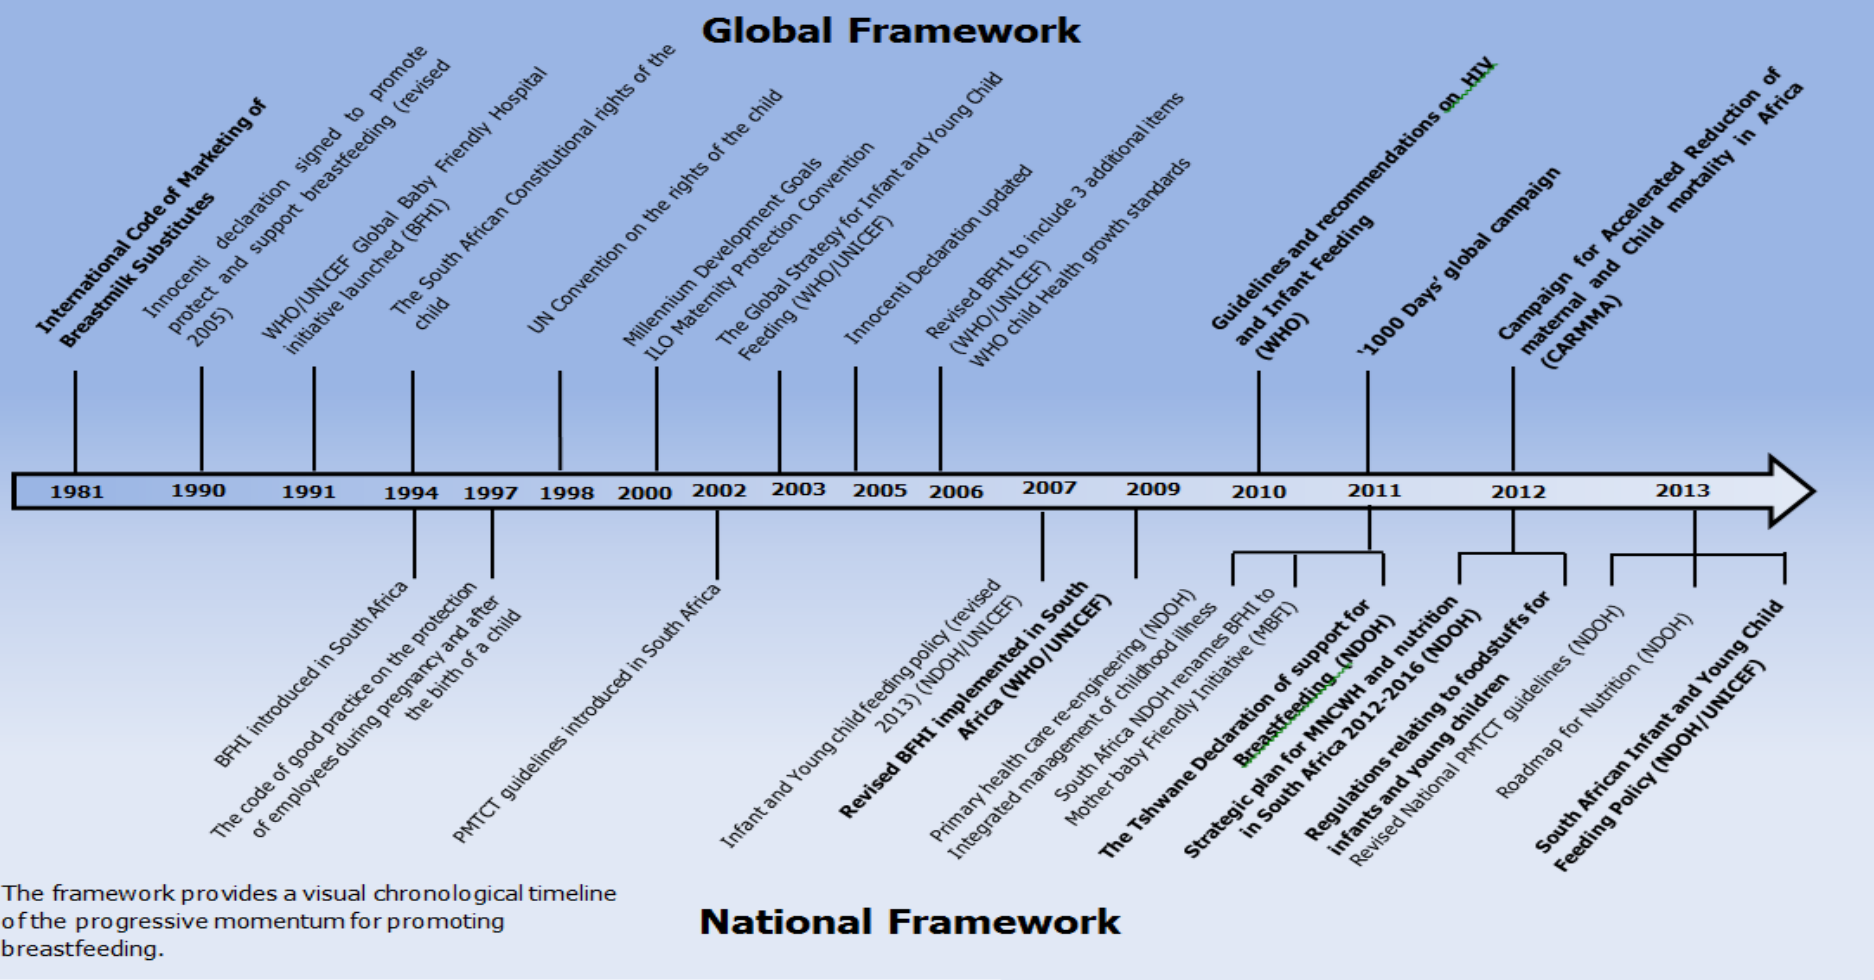 Global Framework
International Code of Marketing of
Breastmilk Substitutes
Innocenti declaration signed to promote
protect and support breastfeeding (revised
2005)
WHO/UNICEF Global Baby Friendly Hospital
initiative launched (BFHI)
The South African Constitutional rights of the
child
UN Convention on the rights of the child
Millennium Development Goals
ILO Maternity Protection Convention
The Global Strategy for Infant and Young Child
Feeding (WHO/UNICEF)
Innocenti Declaration updated
Revised BFHI to include 3 additional items
(WHO/UNICEF)
WHO child Health growth standards
Guidelines and recommendations on HIV
and Infant Feeding
(WHO)
‘1000 Days’ global campaign
Campaign for Accelerated Reduction of
maternal and Child mortality in Africa
(CARMMA)
1981 1990 1991 1994 1997 1998 2000 2002 2003 2005 2006 2007 2009 2010 2011 2012 2013
BFHI introduced in South Africa
The code of good practice on the protection
of employees during pregnancy and after
the birth of a child
PMTCT guidelines introduced in South Africa
Infant and Young child feeding policy (revised
2013) (NDOH/UNICEF)
Revised BFHI implemented in South
Africa (WHO/UNICEF)
Primary health care re-engineering (NDOH)
Integrated management of childhood illness
South Africa NDOH renames BFHI to
Mother baby Friendly Initiative (MBFI)
The Tshwane Declaration of support for
Breastfeeding (NDOH)
Strategic plan for MNCWH and nutrition
in South Africa 2012-2016 (NDOH)
Regulations relating to foodstuffs for
infants and young children
Revised National PMTCT guidelines (NDOH)
Roadmap for Nutrition (NDOH)
South African Infant and Young Child
Feeding Policy (NDOH/UNICEF)
The framework provides a visual chronological timeline
of the progressive momentum for promoting
breastfeeding.
National Framework